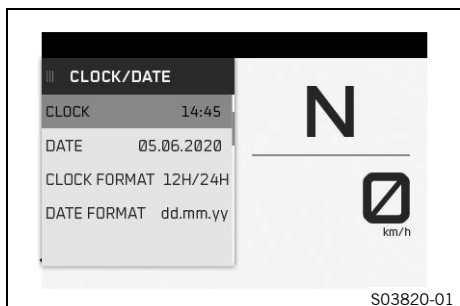 CLOCK/DATE
CLOCK 14:45
DATE 05.06.2020
CLOCK FORMAT 12H/24H
DATE FORMAT dd.mm.yy
N
0
km/h
S03820-01